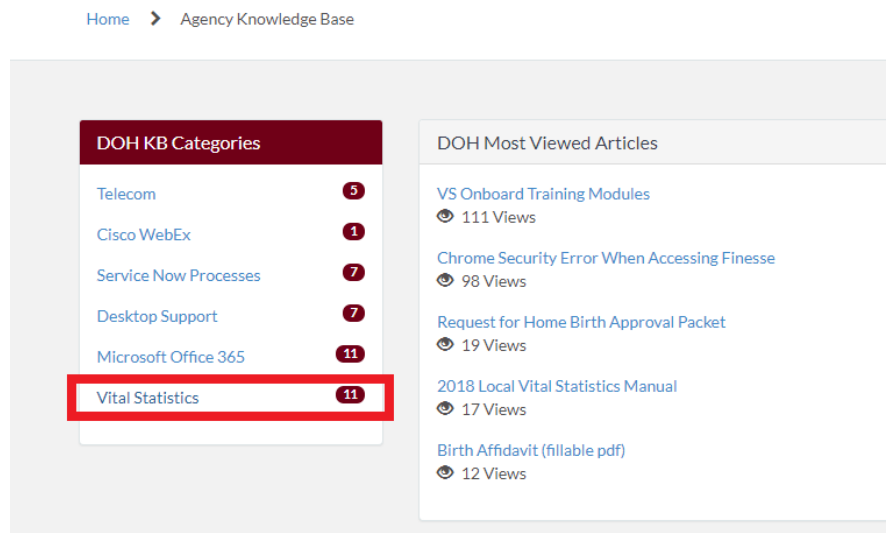 Home > Agency Knowledge Base
DOH KB Categories
Telecom 5
Cisco WebEx 1
Service Now Processes 7
Desktop Support 7
Microsoft Office 365 11
Vital Statistics 11
DOH Most Viewed Articles
VS Onboard Training Modules
111 Views
Chrome Security Error When Accessing Finesse
98 Views
Request for Home Birth Approval Packet
19 Views
2018 Local Vital Statistics Manual
17 Views
Birth Affidavit (fillable pdf)
12 Views